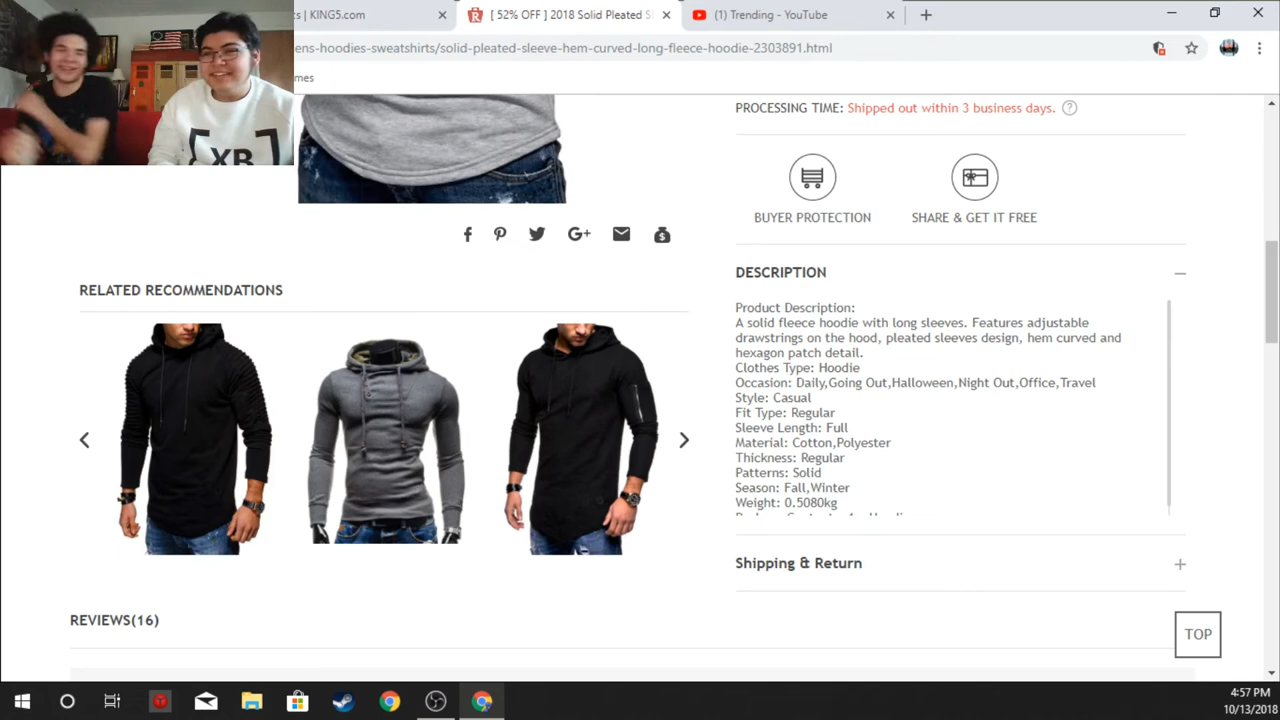 s | KING5.com
[ 52% OFF ] 2018 Solid Pleated S
(1) Trending - YouTube
ens-hoodies-sweatshirts/solid-pleated-sleeve-hem-curved-long-fleece-hoodie-2303891.html
mes
XB
PROCESSING TIME: Shipped out within 3 business days. ?
BUYER PROTECTION
SHARE & GET IT FREE
RELATED RECOMMENDATIONS
DESCRIPTION
Product Description:
A solid fleece hoodie with long sleeves. Features adjustable
drawstrings on the hood, pleated sleeves design, hem curved and
hexagon patch detail.
Clothes Type: Hoodie
Occasion: Daily,Going Out,Halloween,Night Out,Office,Travel
Style: Casual
Fit Type: Regular
Sleeve Length: Full
Material: Cotton,Polyester
Thickness: Regular
Patterns: Solid
Season: Fall,Winter
Weight: 0.5080kg
Shipping & Return
REVIEWS(16)
TOP
4:57 PM
10/13/2018